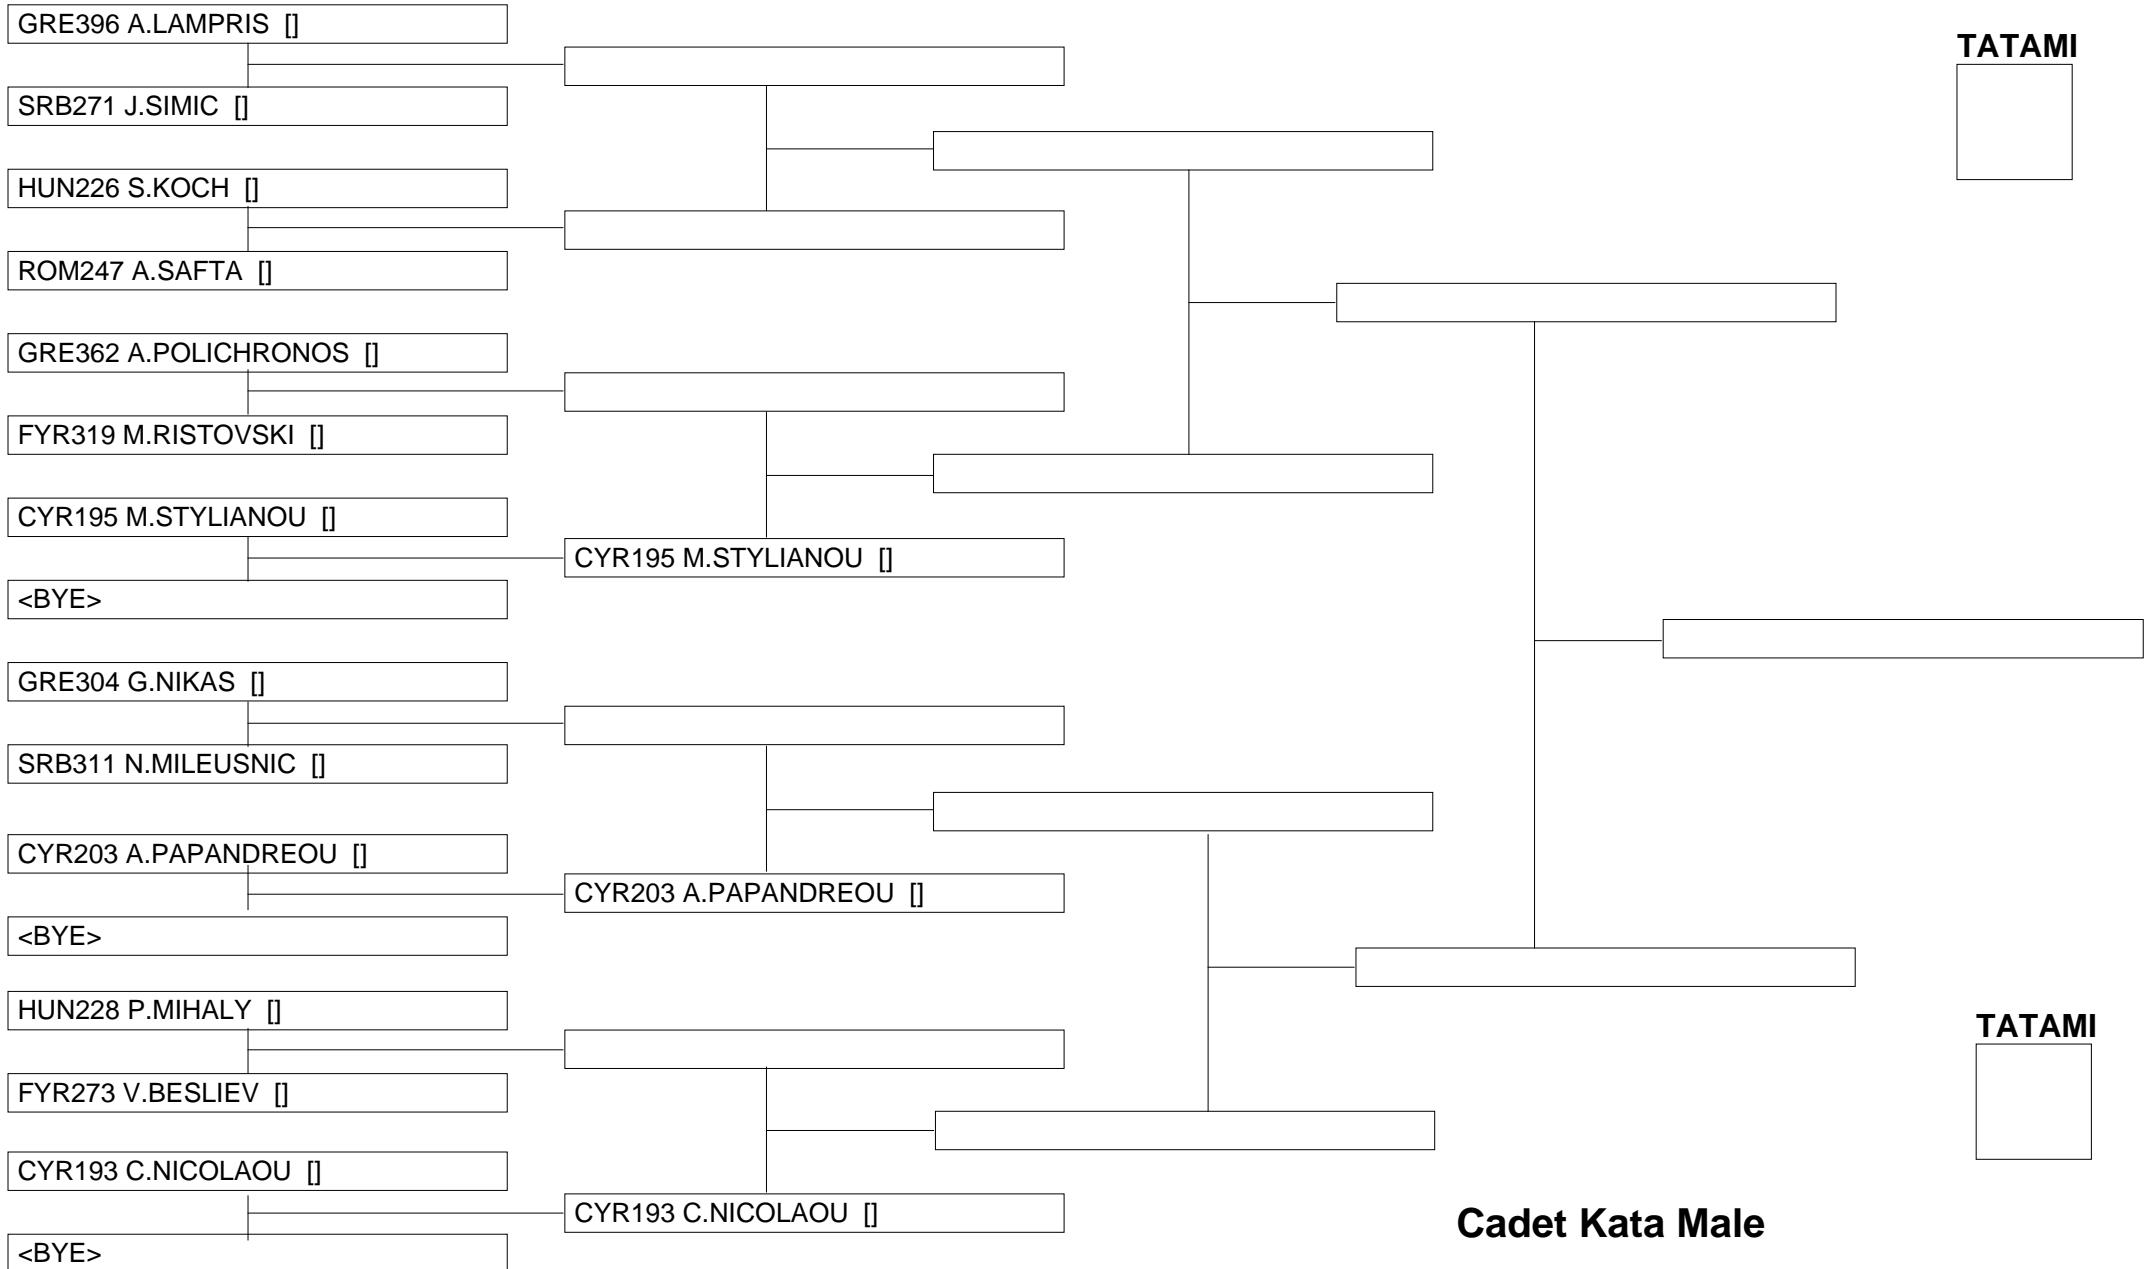 GRE396 A.LAMPRIS []
TATAMI
SRB271 J.SIMIC []
HUN226 S.KOCH []
ROM247 A.SAFTA []
GRE362 A.POLICHRONOS []
FYR319 M.RISTOVSKI []
CYR195 M.STYLIANOU []
CYR195 M.STYLIANOU []
<BYE>
GRE304 G.NIKAS []
SRB311 N.MILEUSNIC []
CYR203 A.PAPANDREOU []
CYR203 A.PAPANDREOU []
<BYE>
HUN228 P.MIHALY []
TATAMI
FYR273 V.BESLIEV []
CYR193 C.NICOLAOU []
CYR193 C.NICOLAOU []
Cadet Kata Male
<BYE>